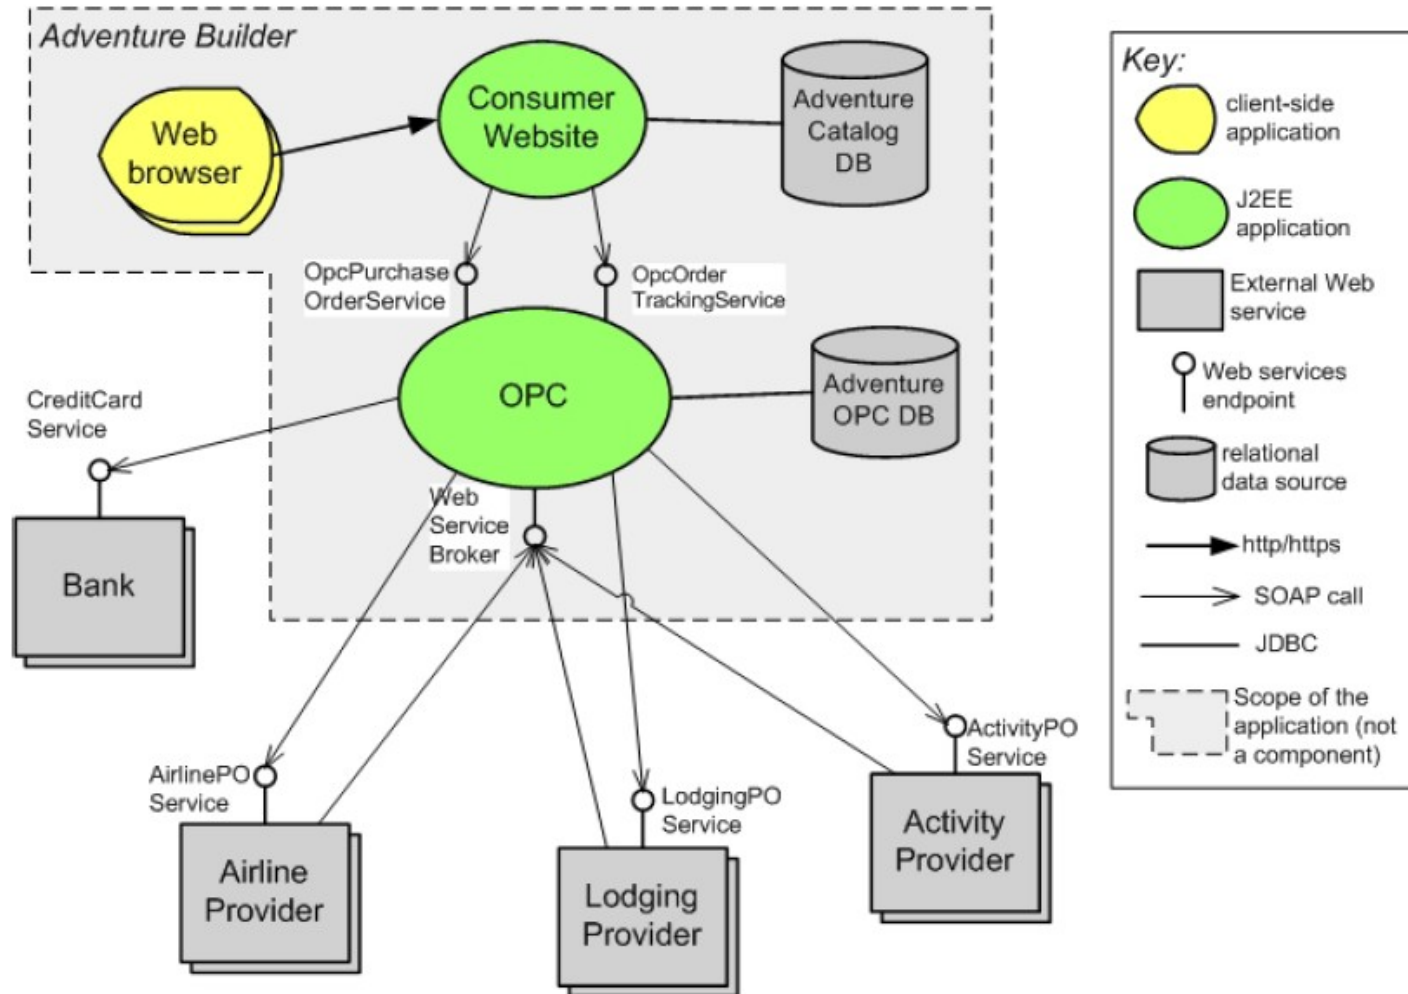 Adventure Builder
Web
browser
Consumer
Website
Adventure
Catalog
DB
OpcPurchase
OrderService
OpcOrder
TrackingService
OPC
Adventure
OPC DB
CreditCard
Service
Bank
Web
Service
Broker
AirlinePO
Service
Airline
Provider
LodgingPO
Service
Lodging
Provider
ActivityPO
Service
Activity
Provider
Key:
client-side
application
J2EE
application
External Web
service
Web services
endpoint
relational
data source
http/https
SOAP call
JDBC
Scope of the
application (not
a component)